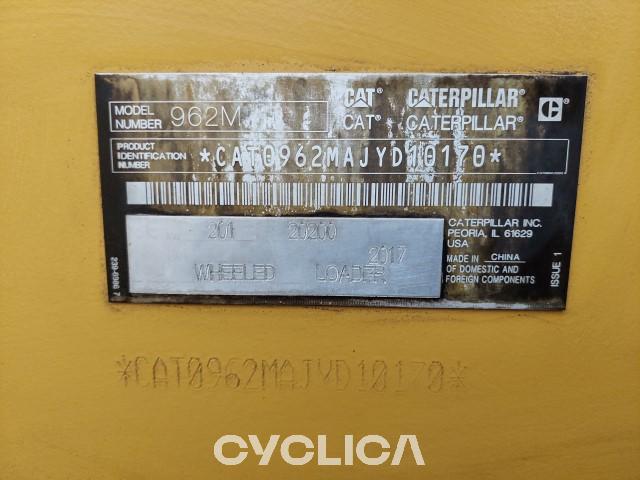 MODEL NUMBER 962M CAT CATERPILLAR
CAT® CATERPILLAR®
PRODUCT IDENTIFICATION NUMBER *CAT0962MAJYD10170*
201 20200
2017
WHEELED LOADER
CATERPILLAR INC.
PEORIA, IL 61629
USA
MADE IN CHINA
OF DOMESTIC AND
FOREIGN COMPONENTS
ISSUE 1
*CAT0962MAJYD10170*
CYCLICA